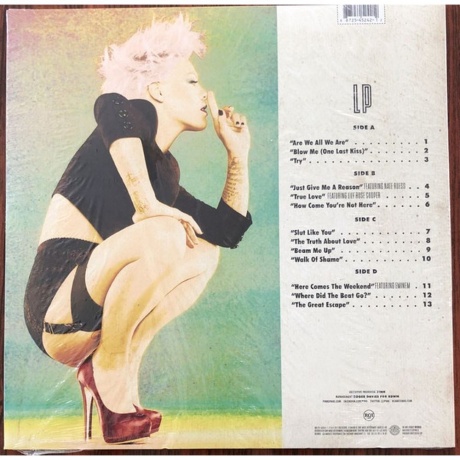 LP
SIDE A
"Are We All We Are" . . . . . . . . . . 1
"Blow Me (One Last Kiss)" . . . . . . . . 2
"Try" . . . . . . . . . . . . . . . 3
SIDE B
"Just Give Me A Reason" FEATURING NATE RUESS . . 4
"True Love" FEATURING LILY ROSE COOPER . . . . . 5
"How Come You're Not Here" . . . . . . . 6
SIDE C
"Slut Like You" . . . . . . . . . . . 7
"The Truth About Love" . . . . . . . . . 8
"Beam Me Up" . . . . . . . . . . . . 9
"Walk Of Shame" . . . . . . . . . . . 10
SIDE D
"Here Comes The Weekend" FEATURING EMINEM . . 11
"Where Did The Beat Go?" . . . . . . . . 12
"The Great Escape" . . . . . . . . . . 13
RCA